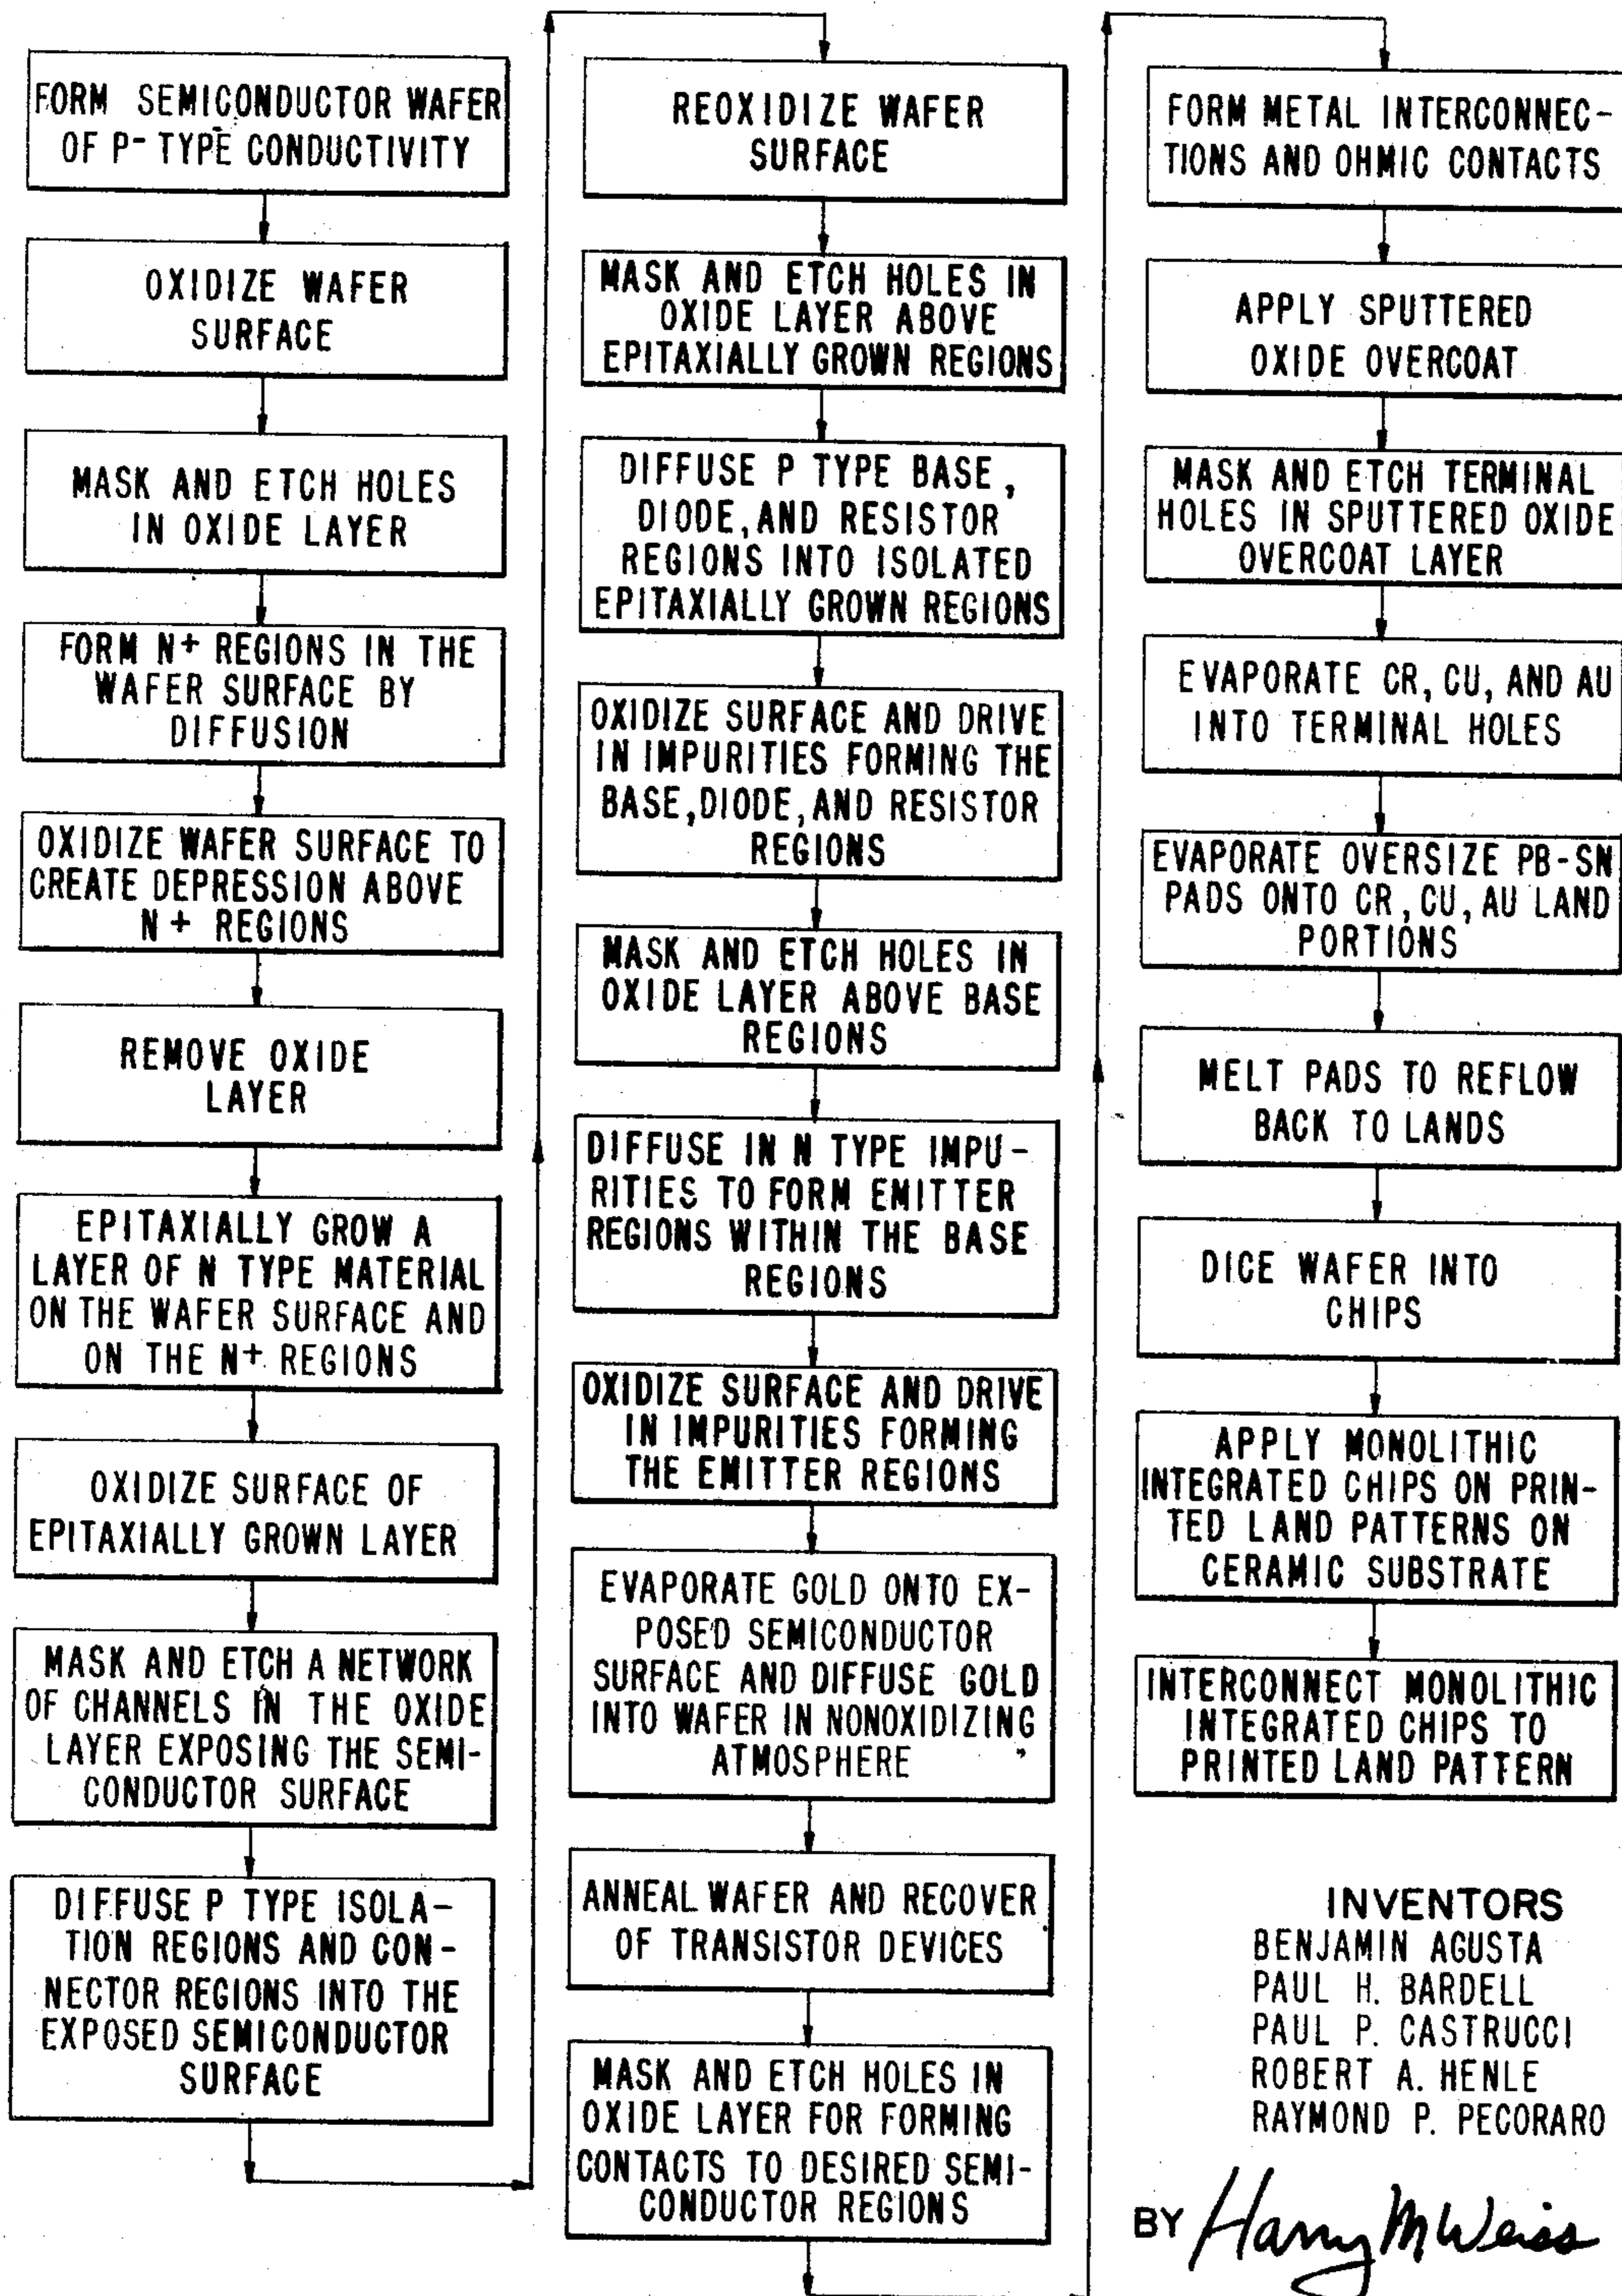 FORM SEMICONDUCTOR WAFER
OF P- TYPE CONDUCTIVITY
OXIDIZE WAFER
SURFACE
MASK AND ETCH HOLES
IN OXIDE LAYER
FORM N+ REGIONS IN THE
WAFER SURFACE BY
DIFFUSION
OXIDIZE WAFER SURFACE TO
CREATE DEPRESSION ABOVE
N+ REGIONS
REMOVE OXIDE
LAYER
EPITAXIALLY GROW A
LAYER OF N TYPE MATERIAL
ON THE WAFER SURFACE AND
ON THE N+ REGIONS
OXIDIZE SURFACE OF
EPITAXIALLY GROWN LAYER
MASK AND ETCH A NETWORK
OF CHANNELS IN THE OXIDE
LAYER EXPOSING THE SEMI-
CONDUCTOR SURFACE
DIFFUSE P TYPE ISOLA-
TION REGIONS AND CON-
NECTOR REGIONS INTO THE
EXPOSED SEMICONDUCTOR
SURFACE
REOXIDIZE WAFER
SURFACE
MASK AND ETCH HOLES IN
OXIDE LAYER ABOVE
EPITAXIALLY GROWN REGIONS
DIFFUSE P TYPE BASE,
DIODE, AND RESISTOR
REGIONS INTO ISOLATED
EPITAXIALLY GROWN REGIONS
OXIDIZE SURFACE AND DRIVE
IN IMPURITIES FORMING THE
BASE, DIODE, AND RESISTOR
REGIONS
MASK AND ETCH HOLES IN
OXIDE LAYER ABOVE BASE
REGIONS
DIFFUSE IN N TYPE IMPU-
RITIES TO FORM EMITTER
REGIONS WITHIN THE BASE
REGIONS
OXIDIZE SURFACE AND DRIVE
IN IMPURITIES FORMING
THE EMITTER REGIONS
EVAPORATE GOLD ONTO EX-
POSED SEMICONDUCTOR
SURFACE AND DIFFUSE GOLD
INTO WAFER IN NONOXIDIZING
ATMOSPHERE
ANNEAL WAFER AND RECOVER
OF TRANSISTOR DEVICES
MASK AND ETCH HOLES IN
OXIDE LAYER FOR FORMING
CONTACTS TO DESIRED SEMI-
CONDUCTOR REGIONS
FORM METAL INTERCONNEC-
TIONS AND OHMIC CONTACTS
APPLY SPUTTERED
OXIDE OVERCOAT
MASK AND ETCH TERMINAL
HOLES IN SPUTTERED OXIDE
OVERCOAT LAYER
EVAPORATE CR, CU, AND AU
INTO TERMINAL HOLES
EVAPORATE OVERSIZE PB-SN
PADS ONTO CR, CU, AU LAND
PORTIONS
MELT PADS TO REFLOW
BACK TO LANDS
DICE WAFER INTO
CHIPS
APPLY MONOLITHIC
INTEGRATED CHIPS ON PRIN-
TED LAND PATTERNS ON
CERAMIC SUBSTRATE
INTERCONNECT MONOLITHIC
INTEGRATED CHIPS TO
PRINTED LAND PATTERN
INVENTORS
BENJAMIN AGUSTA
PAUL H. BARDELL
PAUL P. CASTRUCCI
ROBERT A. HENLE
RAYMOND P. PECORARO
BY Harry M Weiss